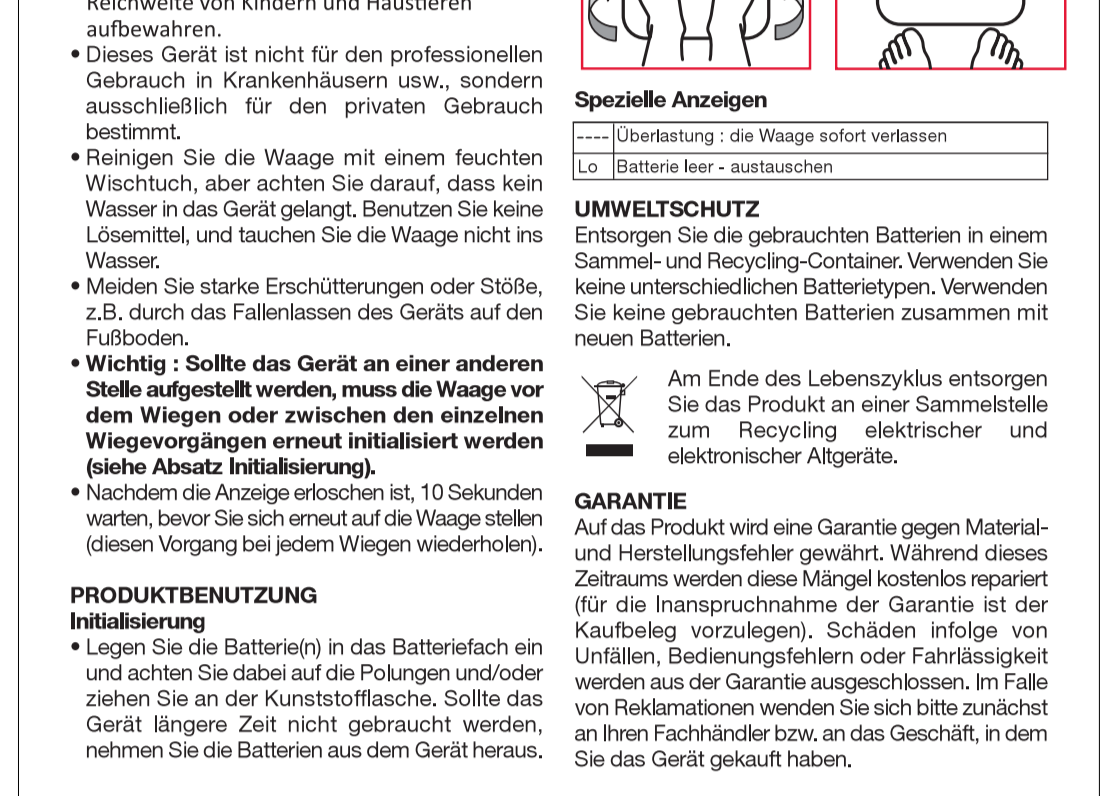 Reichweite von Kindern und Haustieren
aufbewahren.
• Dieses Gerät ist nicht für den professionellen
Gebrauch in Krankenhäusern usw., sondern
ausschließlich für den privaten Gebrauch
bestimmt.
• Reinigen Sie die Waage mit einem feuchten
Wischtuch, aber achten Sie darauf, dass kein
Wasser in das Gerät gelangt. Benutzen Sie keine
Lösemittel, und tauchen Sie die Waage nicht ins
Wasser.
• Meiden Sie starke Erschütterungen oder Stöße,
z.B. durch das Fallenlassen des Geräts auf den
Fußboden.
• Wichtig : Sollte das Gerät an einer anderen
Stelle aufgestellt werden, muss die Waage vor
dem Wiegen oder zwischen den einzelnen
Wiegevorgängen erneut initialisiert werden
(siehe Absatz Initialisierung).
• Nachdem die Anzeige erloschen ist, 10 Sekunden
warten, bevor Sie sich erneut auf die Waage stellen
(diesen Vorgang bei jedem Wiegen wiederholen).
PRODUKTBENUTZUNG
Initialisierung
• Legen Sie die Batterie(n) in das Batteriefach ein
und achten Sie dabei auf die Polungen und/oder
ziehen Sie an der Kunststofflasche. Sollte das
Gerät längere Zeit nicht gebraucht werden,
nehmen Sie die Batterien aus dem Gerät heraus.
Spezielle Anzeigen
---- Überlastung : die Waage sofort verlassen
Lo Batterie leer - austauschen
UMWELTSCHUTZ
Entsorgen Sie die gebrauchten Batterien in einem
Sammel- und Recycling-Container. Verwenden Sie
keine unterschiedlichen Batterietypen. Verwenden
Sie keine gebrauchten Batterien zusammen mit
neuen Batterien.
Am Ende des Lebenszyklus entsorgen
Sie das Produkt an einer Sammelstelle
zum Recycling elektrischer und
elektronischer Altgeräte.
GARANTIE
Auf das Produkt wird eine Garantie gegen Material-
und Herstellungsfehler gewährt. Während dieses
Zeitraums werden diese Mängel kostenlos repariert
(für die Inanspruchnahme der Garantie ist der
Kaufbeleg vorzulegen). Schäden infolge von
Unfällen, Bedienungsfehlern oder Fahrlässigkeit
werden aus der Garantie ausgeschlossen. Im Falle
von Reklamationen wenden Sie sich bitte zunächst
an Ihren Fachhändler bzw. an das Geschäft, in dem
Sie das Gerät gekauft haben.